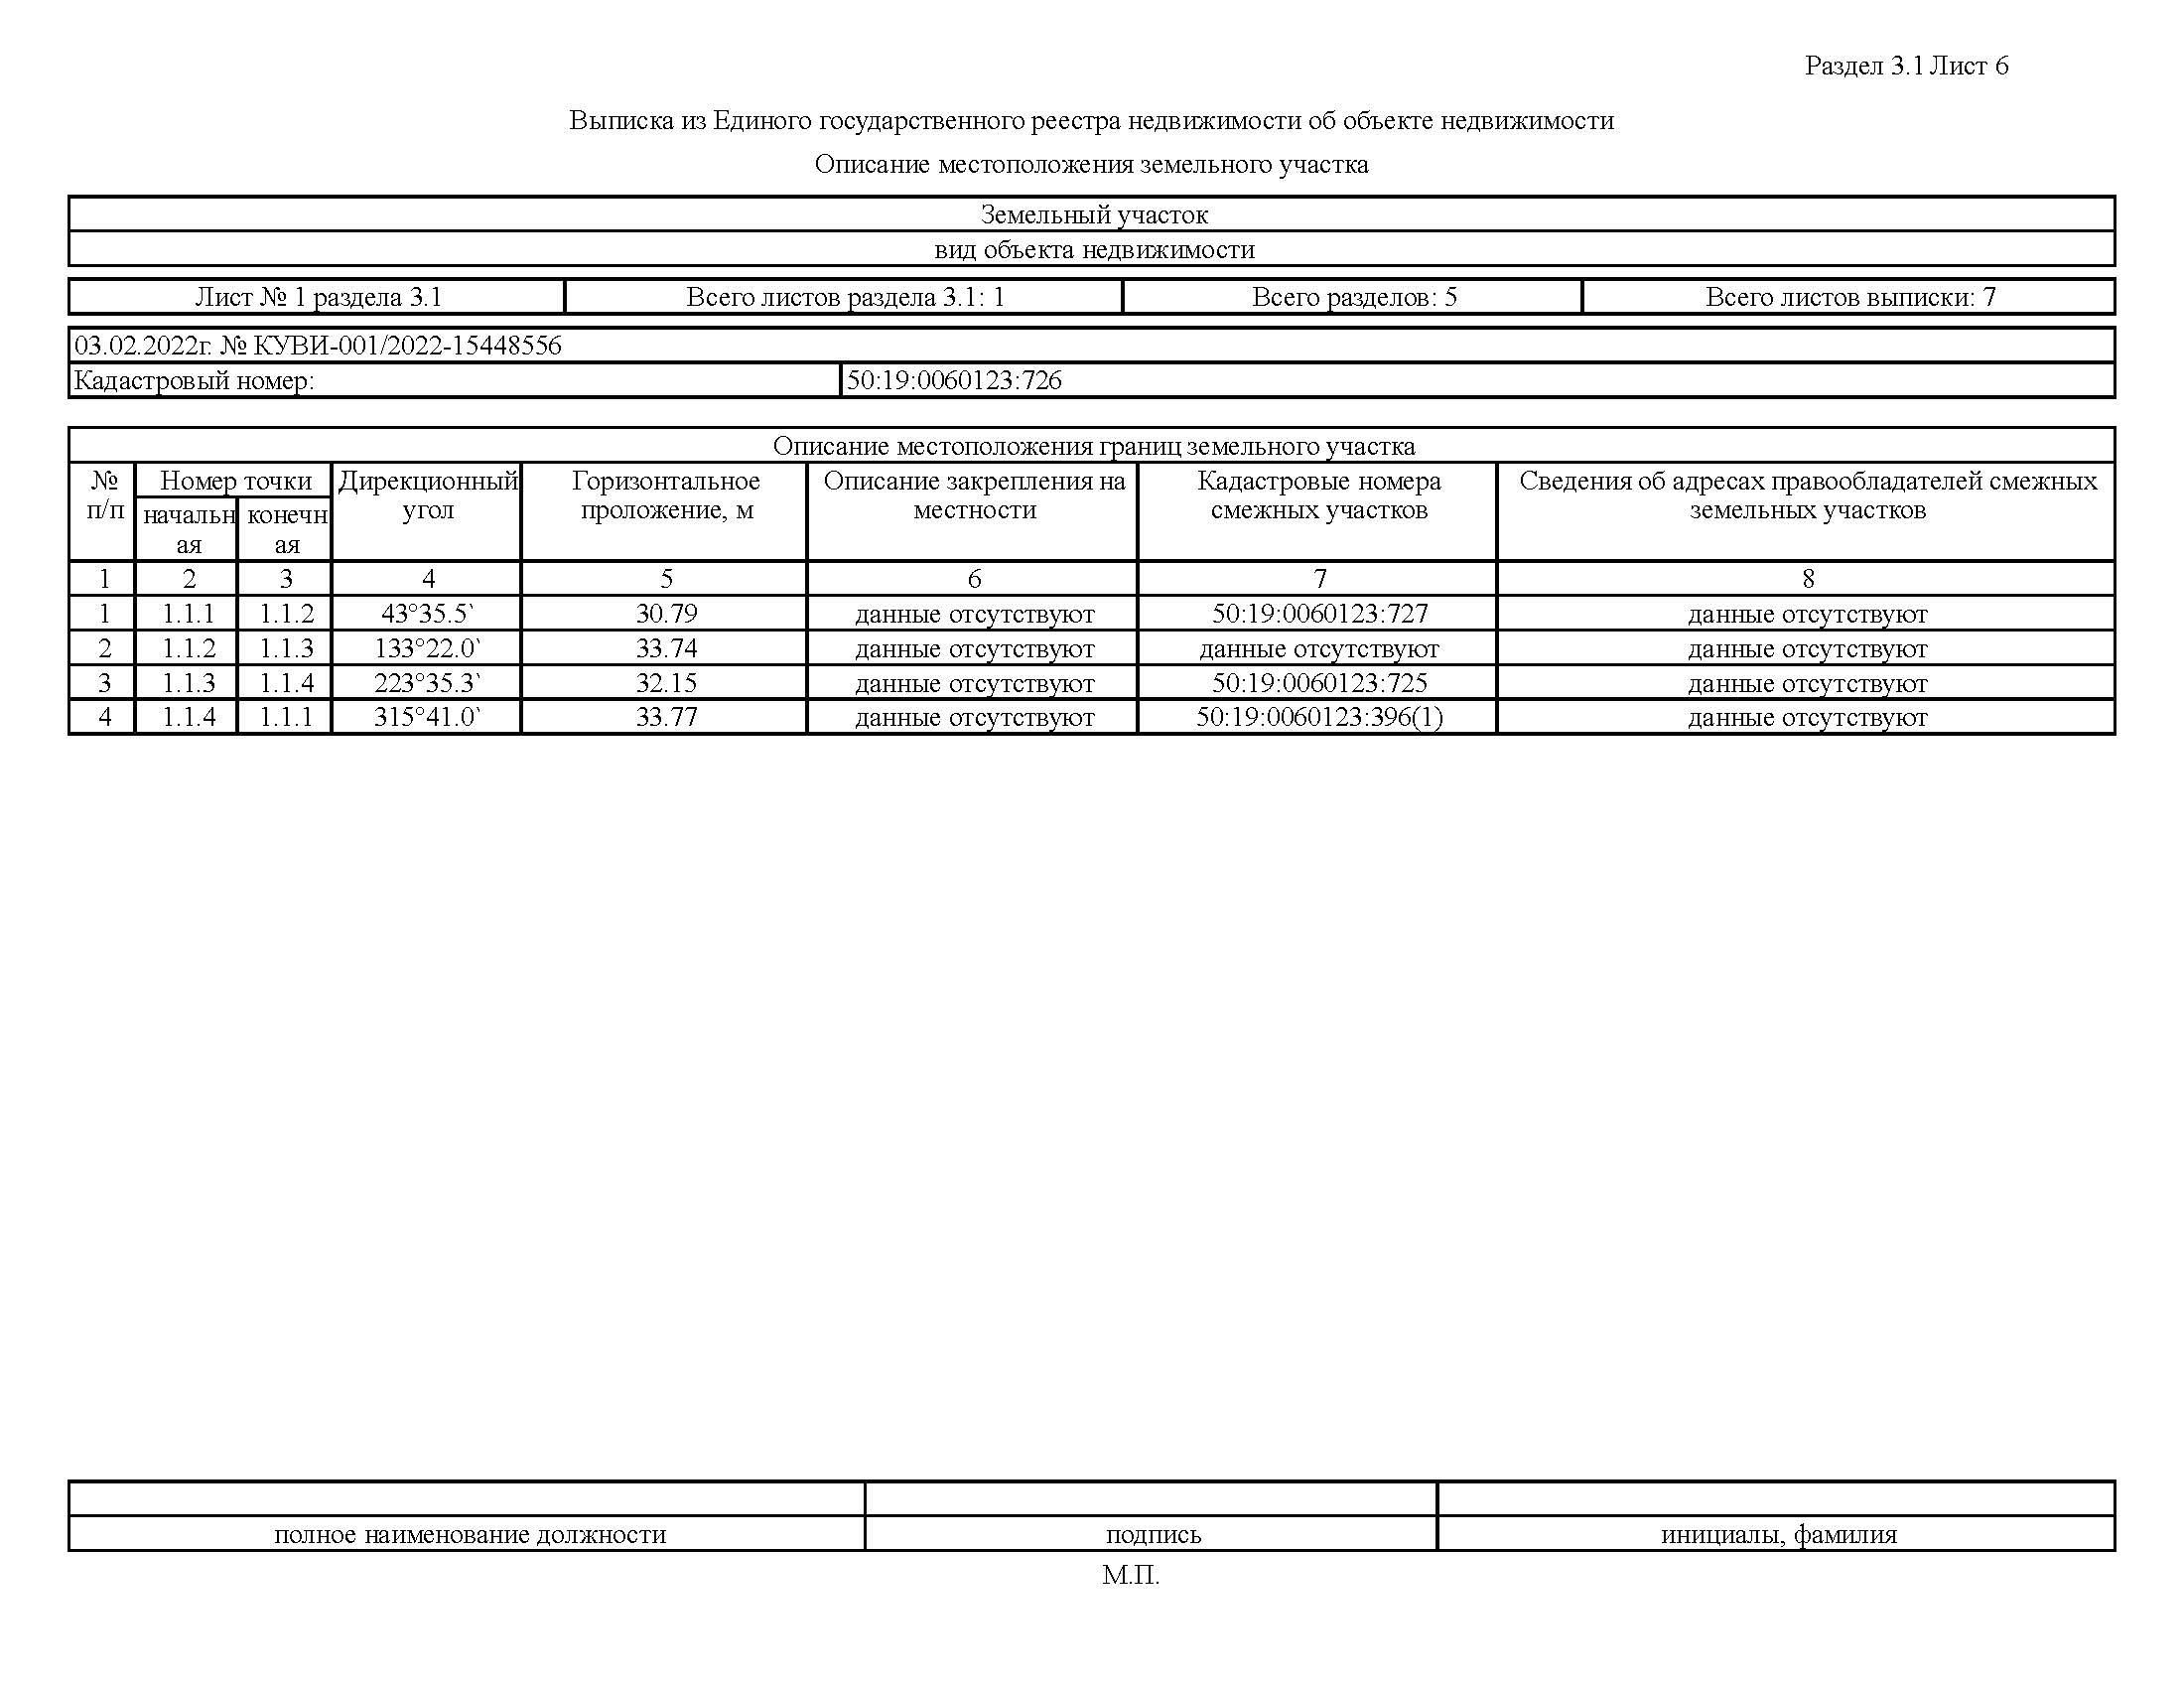 Раздел 3.1 Лист 6
Выписка из Единого государственного реестра недвижимости об объекте недвижимости
Описание местоположения земельного участка
Земельный участок
вид объекта недвижимости
Лист № 1 раздела 3.1 Всего листов раздела 3.1: 1 Всего разделов: 5 Всего листов выписки: 7
03.02.2022г. № КУВИ-001/2022-15448556
Кадастровый номер: 50:19:0060123:726
Описание местоположения границ земельного участка
№ Номер точки Дирекционный Горизонтальное Описание закрепления на Кадастровые номера Сведения об адресах правообладателей смежных
п/п начальн конечн угол проложение, м местности смежных участков земельных участков
ая ая
1 2 3 4 5 6 7 8
1 1.1.1 1.1.2 43°35.5` 30.79 данные отсутствуют 50:19:0060123:727 данные отсутствуют
2 1.1.2 1.1.3 133°22.0` 33.74 данные отсутствуют данные отсутствуют данные отсутствуют
3 1.1.3 1.1.4 223°35.3` 32.15 данные отсутствуют 50:19:0060123:725 данные отсутствуют
4 1.1.4 1.1.1 315°41.0` 33.77 данные отсутствуют 50:19:0060123:396(1) данные отсутствуют
полное наименование должности подпись инициалы, фамилия
М.П.